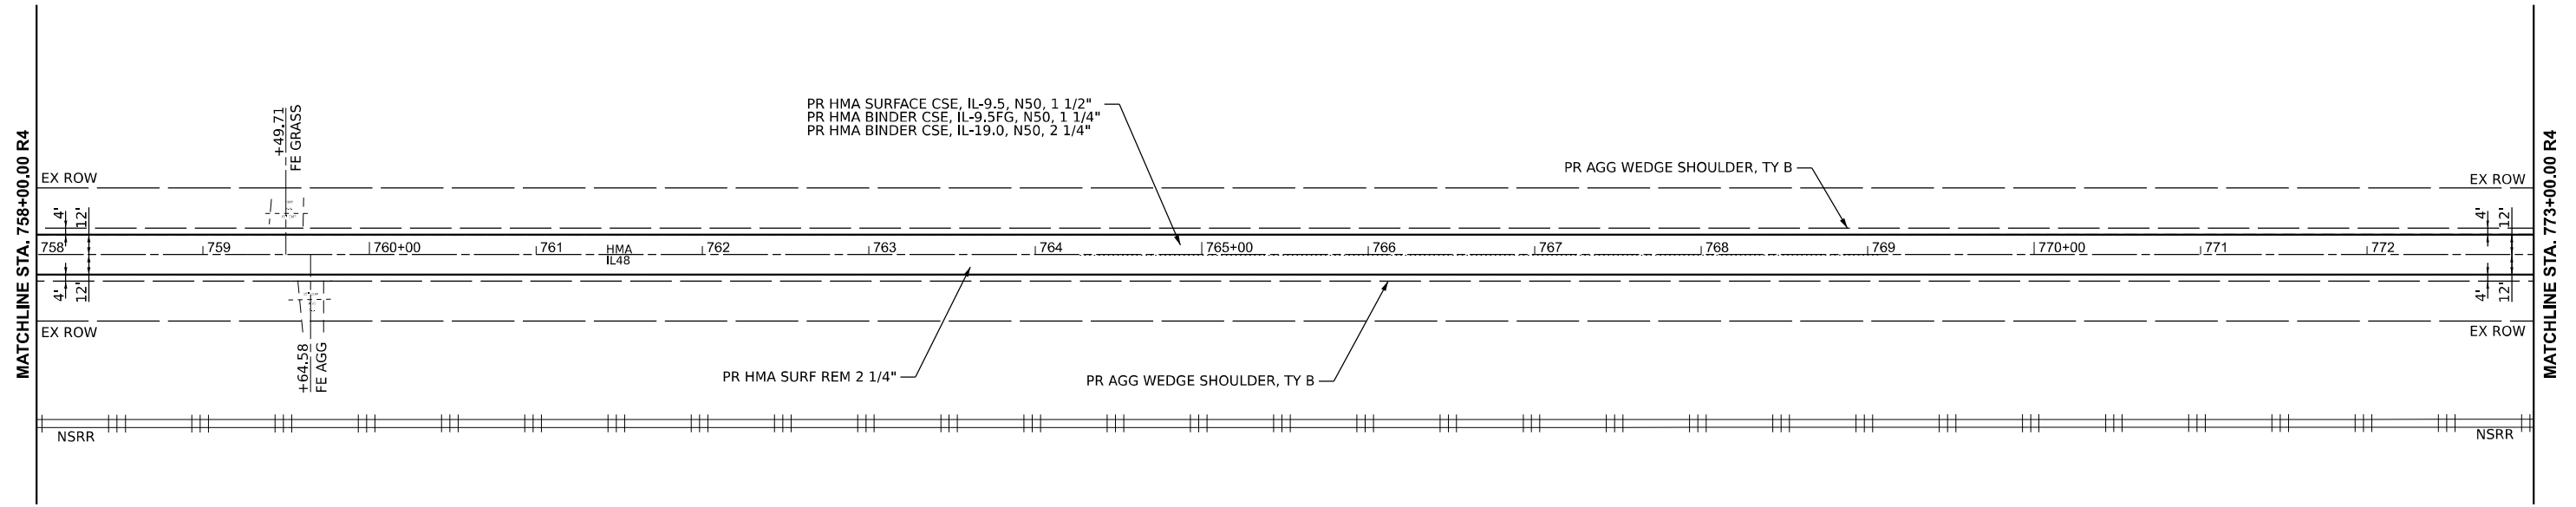 MATCHLINE STA. 758+00.00 R4
+49.71
FE GRASS
PR HMA SURFACE CSE, IL-9.5, N50, 1 1/2"
PR HMA BINDER CSE, IL-9.5FG, N50, 1 1/4"
PR HMA BINDER CSE, IL-19.0, N50, 2 1/4"
PR AGG WEDGE SHOULDER, TY B
EX ROW
EX ROW
4'
12'
4'
12'
758
759
760+00
761
HMA
IL48
762
763
764
765+00
766
767
768
769
770+00
771
772
4'
12'
4'
12'
EX ROW
EX ROW
+64.58
FE AGG
PR HMA SURF REM 2 1/4"
PR AGG WEDGE SHOULDER, TY B
NSRR
NSRR
MATCHLINE STA. 773+00.00 R4